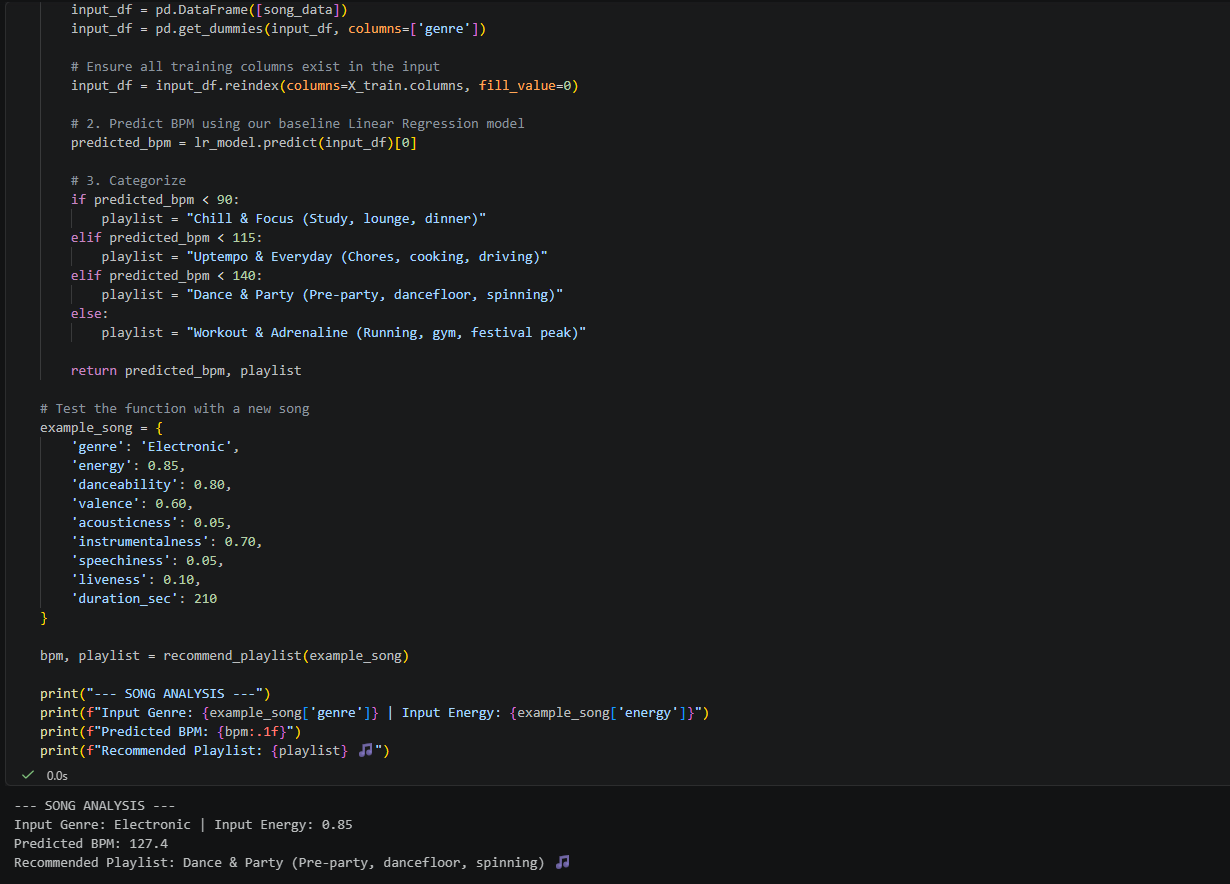 input_df = pd.DataFrame([song_data])
input_df = pd.get_dummies(input_df, columns=['genre'])
# Ensure all training columns exist in the input
input_df = input_df.reindex(columns=X_train.columns, fill_value=0)
# 2. Predict BPM using our baseline Linear Regression model
predicted_bpm = lr_model.predict(input_df)[0]
# 3. Categorize
if predicted_bpm < 90:
playlist = "Chill & Focus (Study, lounge, dinner)"
elif predicted_bpm < 115:
playlist = "Uptempo & Everyday (Chores, cooking, driving)"
elif predicted_bpm < 140:
playlist = "Dance & Party (Pre-party, dancefloor, spinning)"
else:
playlist = "Workout & Adrenaline (Running, gym, festival peak)"
return predicted_bpm, playlist
# Test the function with a new song
example_song = {
'genre': 'Electronic',
'energy': 0.85,
'danceability': 0.80,
'valence': 0.60,
'acousticness': 0.05,
'instrumentalness': 0.70,
'speechiness': 0.05,
'liveness': 0.10,
'duration_sec': 210
}
bpm, playlist = recommend_playlist(example_song)
print("--- SONG ANALYSIS ---")
print(f"Input Genre: {example_song['genre']} | Input Energy: {example_song['energy']}")
print(f"Predicted BPM: {bpm:.1f}")
print(f"Recommended Playlist: {playlist} 🎵")
✓ 0.0s
--- SONG ANALYSIS ---
Input Genre: Electronic | Input Energy: 0.85
Predicted BPM: 127.4
Recommended Playlist: Dance & Party (Pre-party, dancefloor, spinning) 🎵